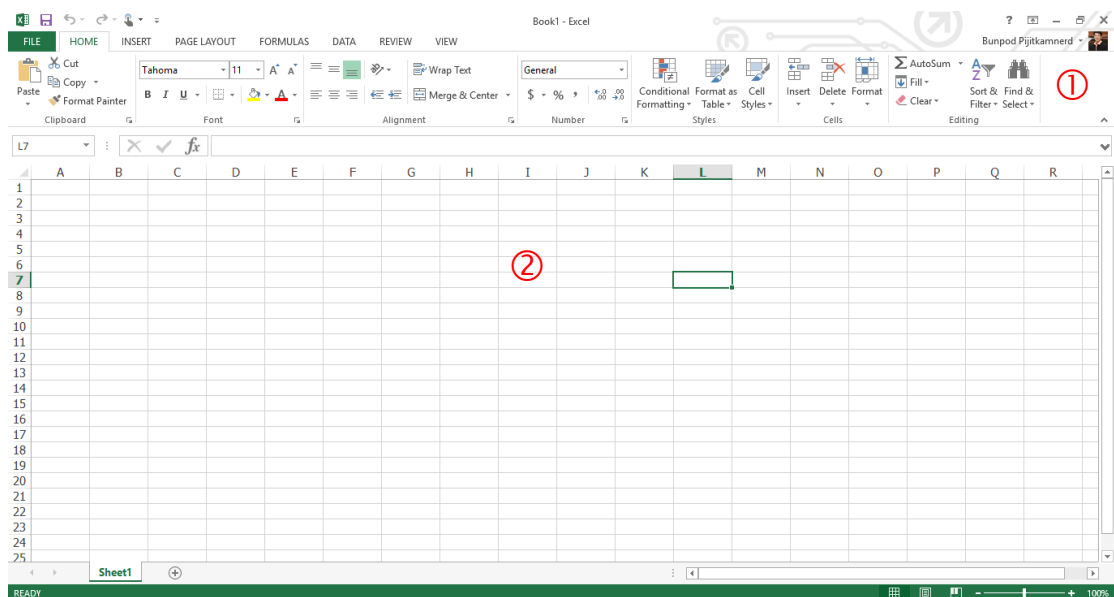 Book1 - Excel
?
FILE HOME INSERT PAGE LAYOUT FORMULAS DATA REVIEW VIEW Bunpod Pijitkamnerd
Paste
Cut
Copy
Format Painter
Clipboard
Tahoma 11 A A
B I U A
Font
Wrap Text
Merge & Center
Alignment
General
$ % , .0 .00 .00 .0
Number
Conditional Formatting
Format as Table
Cell Styles
Styles
Insert Delete Format
Cells
AutoSum
Fill
Clear
Sort & Filter
Find & Select
Editing
①
L7 fx
A B C D E F G H I J K L M N O P Q R
1
2
3
4
5
②
6
7
8
9
10
11
12
13
14
15
16
17
18
19
20
21
22
23
24
25
Sheet1
READY 100%